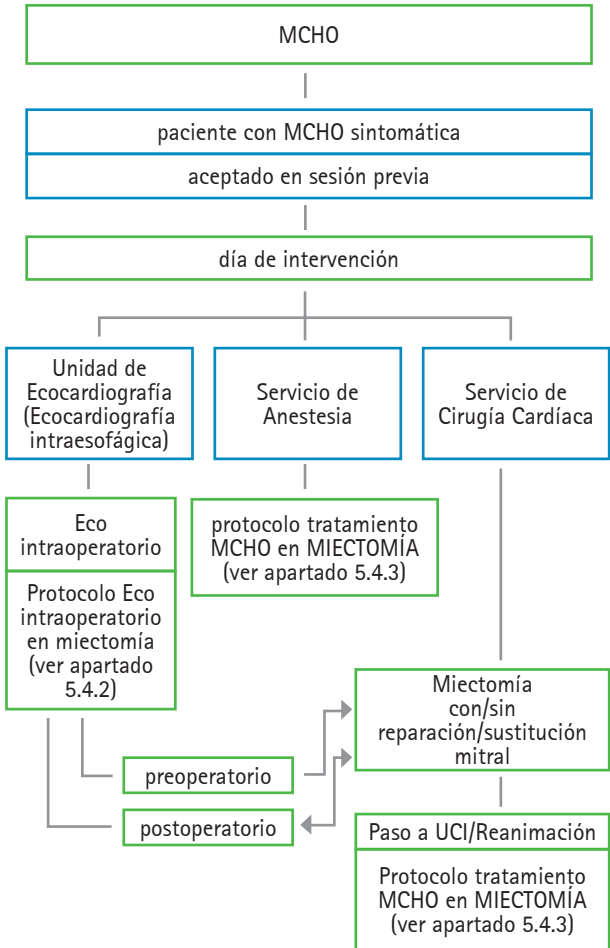 MCHO
paciente con MCHO sintomática
aceptado en sesión previa
día de intervención
Unidad de
Ecocardiografía
(Ecocardiografía
intraesofágica)
Servicio de
Anestesia
Servicio de
Cirugía Cardíaca
Eco
intraoperatorio
Protocolo Eco
intraoperatorio
en miectomía
(ver apartado
5.4.2)
protocolo tratamiento
MCHO en MIECTOMÍA
(ver apartado 5.4.3)
Miectomía
con/sin
reparación/sustitución
mitral
preoperatorio
postoperatorio
Paso a UCI/Reanimación
Protocolo tratamiento
MCHO en MIECTOMÍA
(ver apartado 5.4.3)